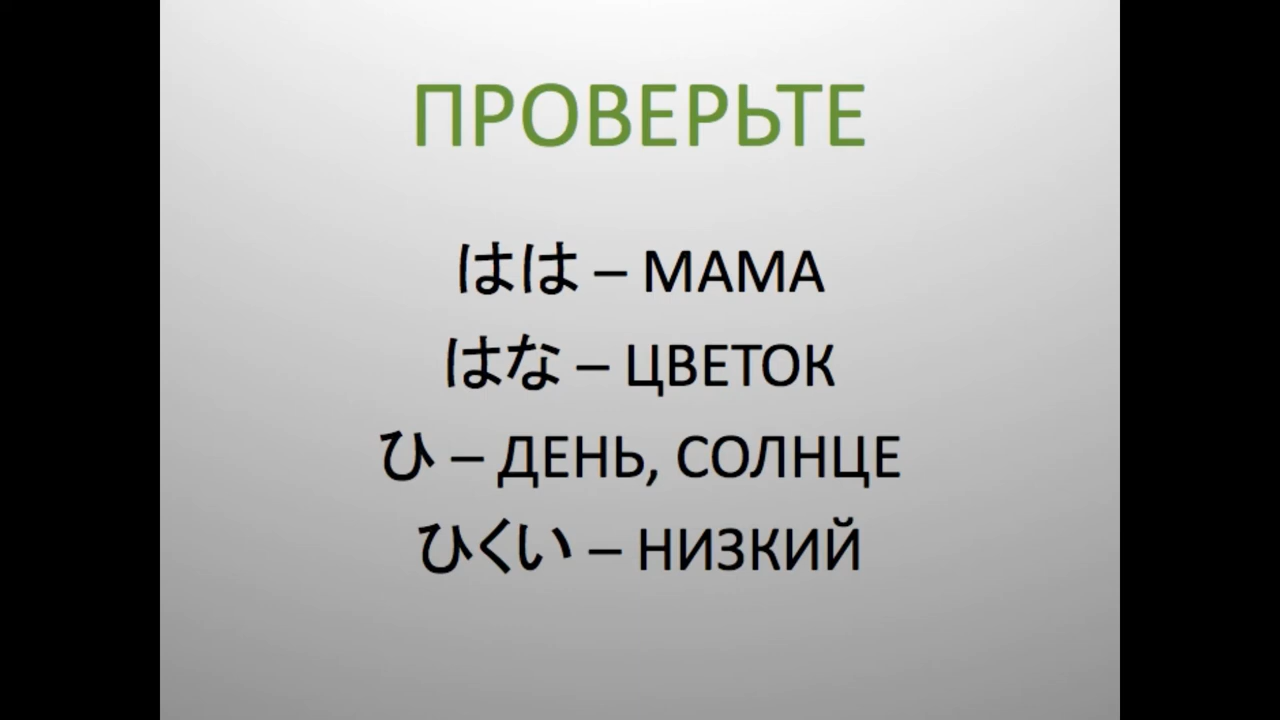 ПРОВЕРЬТЕ
はは – МАМА
はな – ЦВЕТОК
ひ – ДЕНЬ, СОЛНЦЕ
ひくい – НИЗКИЙ